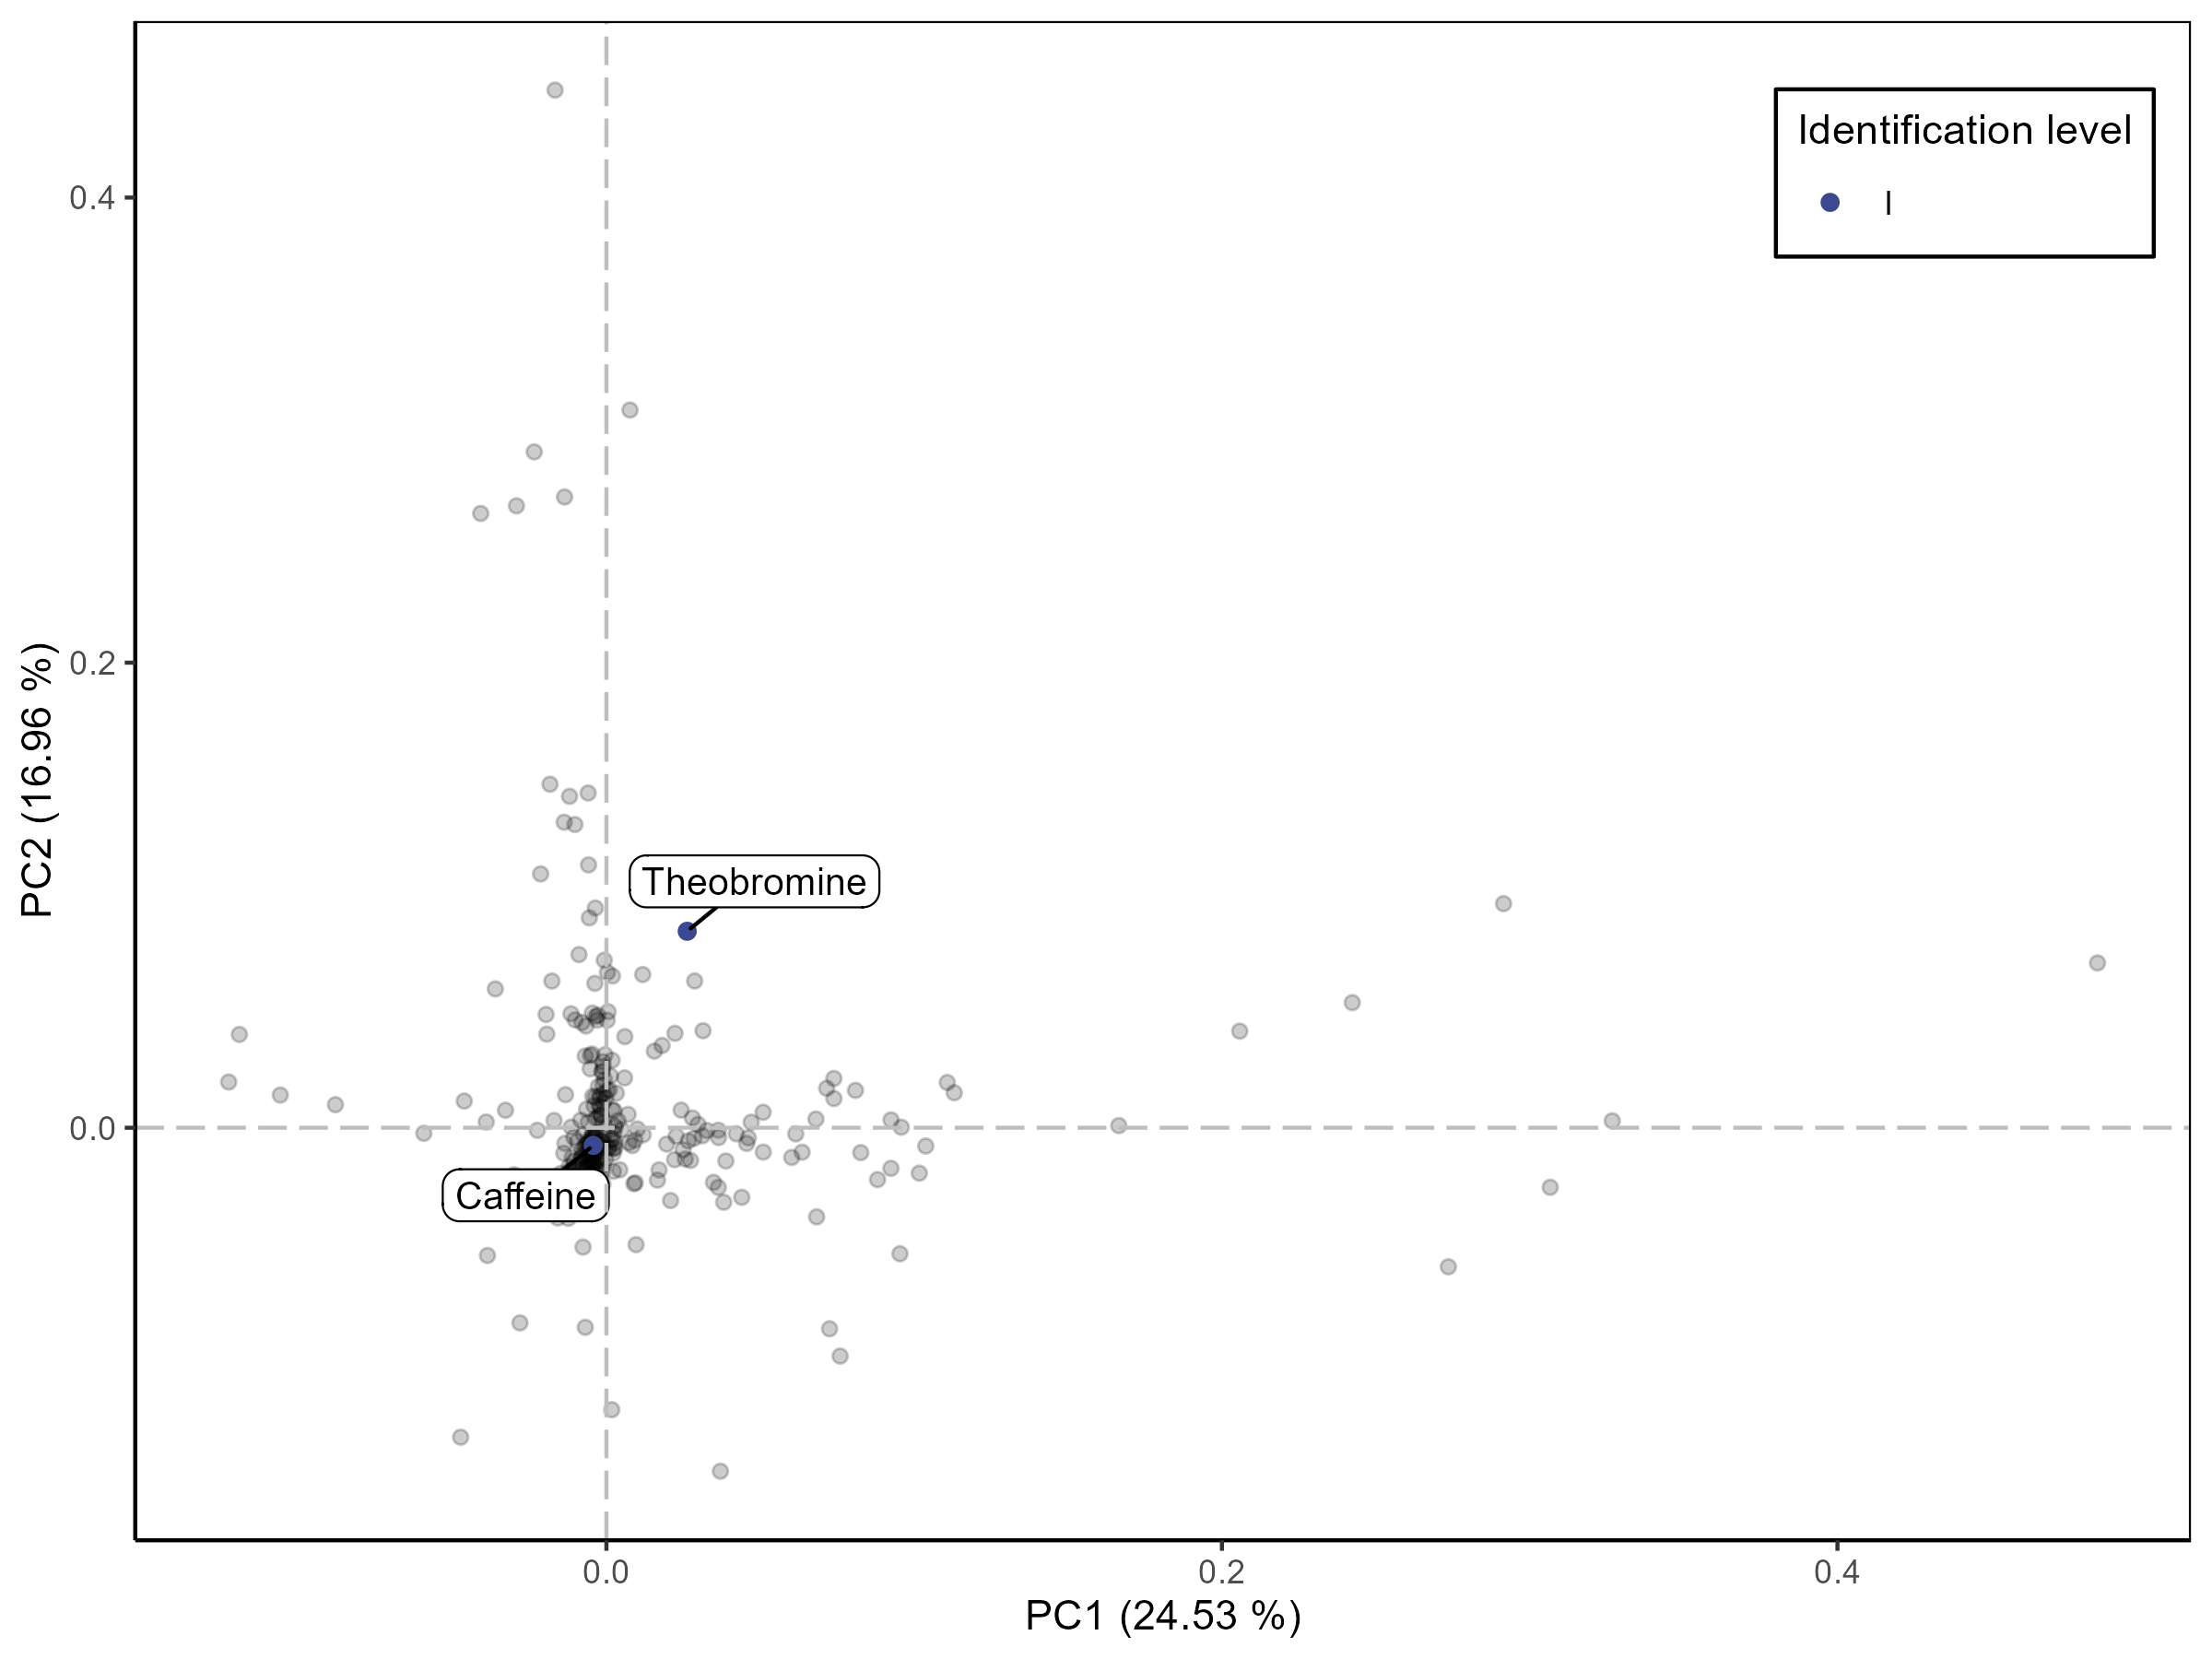 Identification level
I
0.4
0.2
0.0
PC2 (16.96 %)
Theobromine
Caffeine
0.0
0.2
0.4
PC1 (24.53 %)